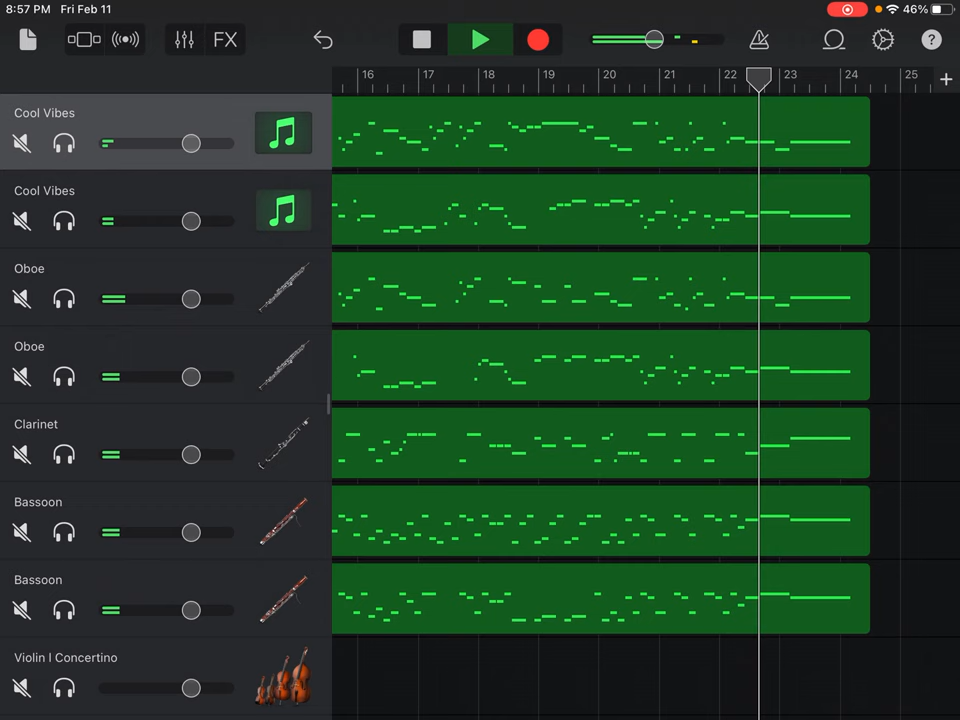 8:57 PM Fri Feb 11 46%
FX ?
16 17 18 19 20 21 22 23 24 25 +
Cool Vibes
Cool Vibes
Oboe
Oboe
Clarinet
Bassoon
Bassoon
Violin I Concertino